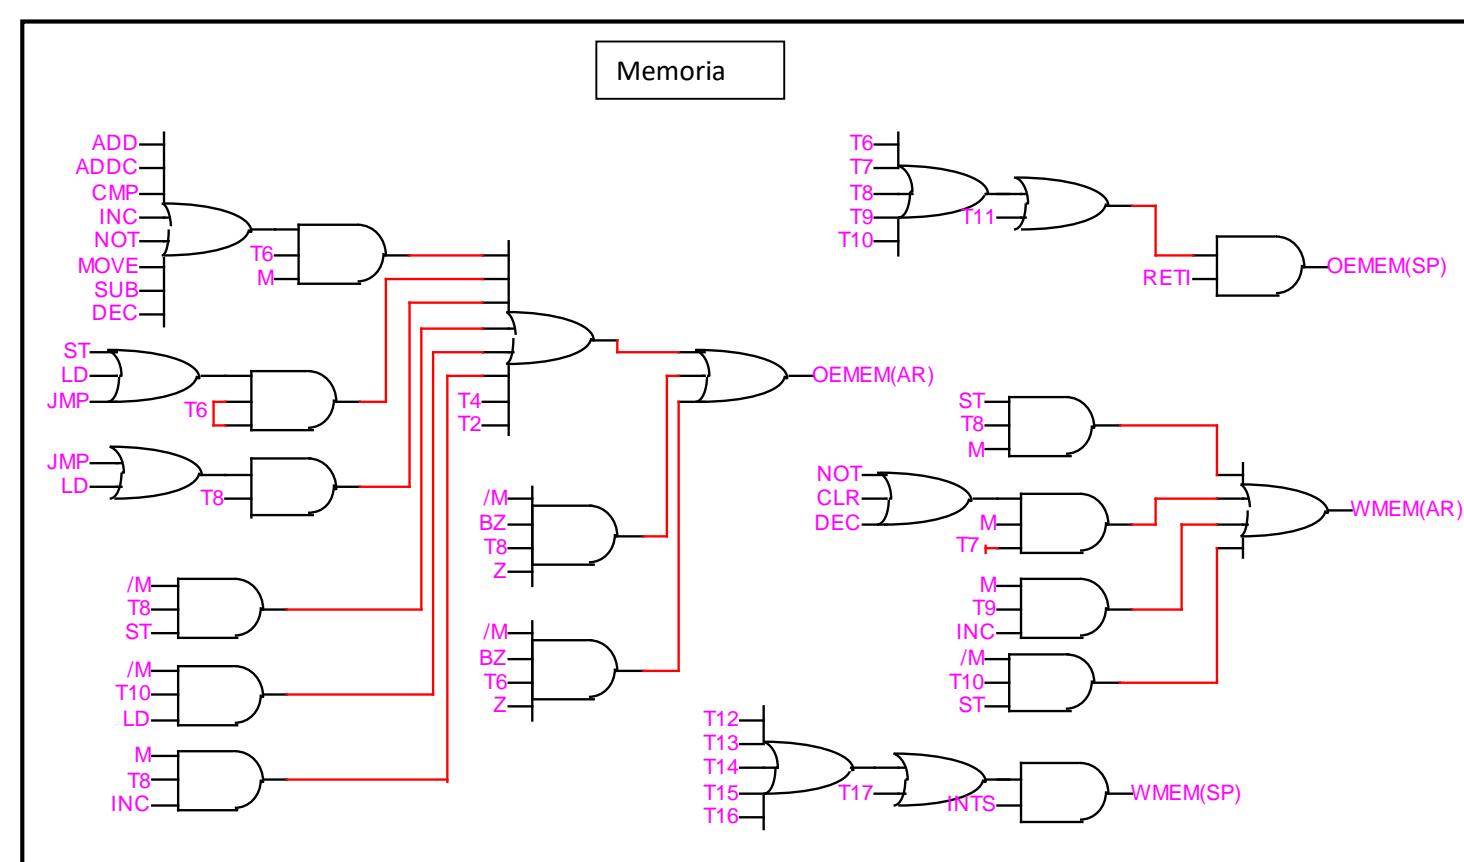 Memoria
ADD
ADDC
CMP
INC
NOT
MOVE
SUB
DEC
T6
M
ST
LD
JMP
T6
JMP
LD
T8
/M
T8
ST
/M
T10
LD
M
T8
INC
T4
T2
/M
BZ
T8
Z
/M
BZ
T6
Z
OEMEM(AR)
T6
T7
T8
T9
T10
T11
RETI
OEMEM(SP)
ST
T8
M
NOT
CLR
DEC
M
T7
M
T9
INC
/M
T10
ST
WMEM(AR)
T12
T13
T14
T15
T16
T17
INTS
WMEM(SP)